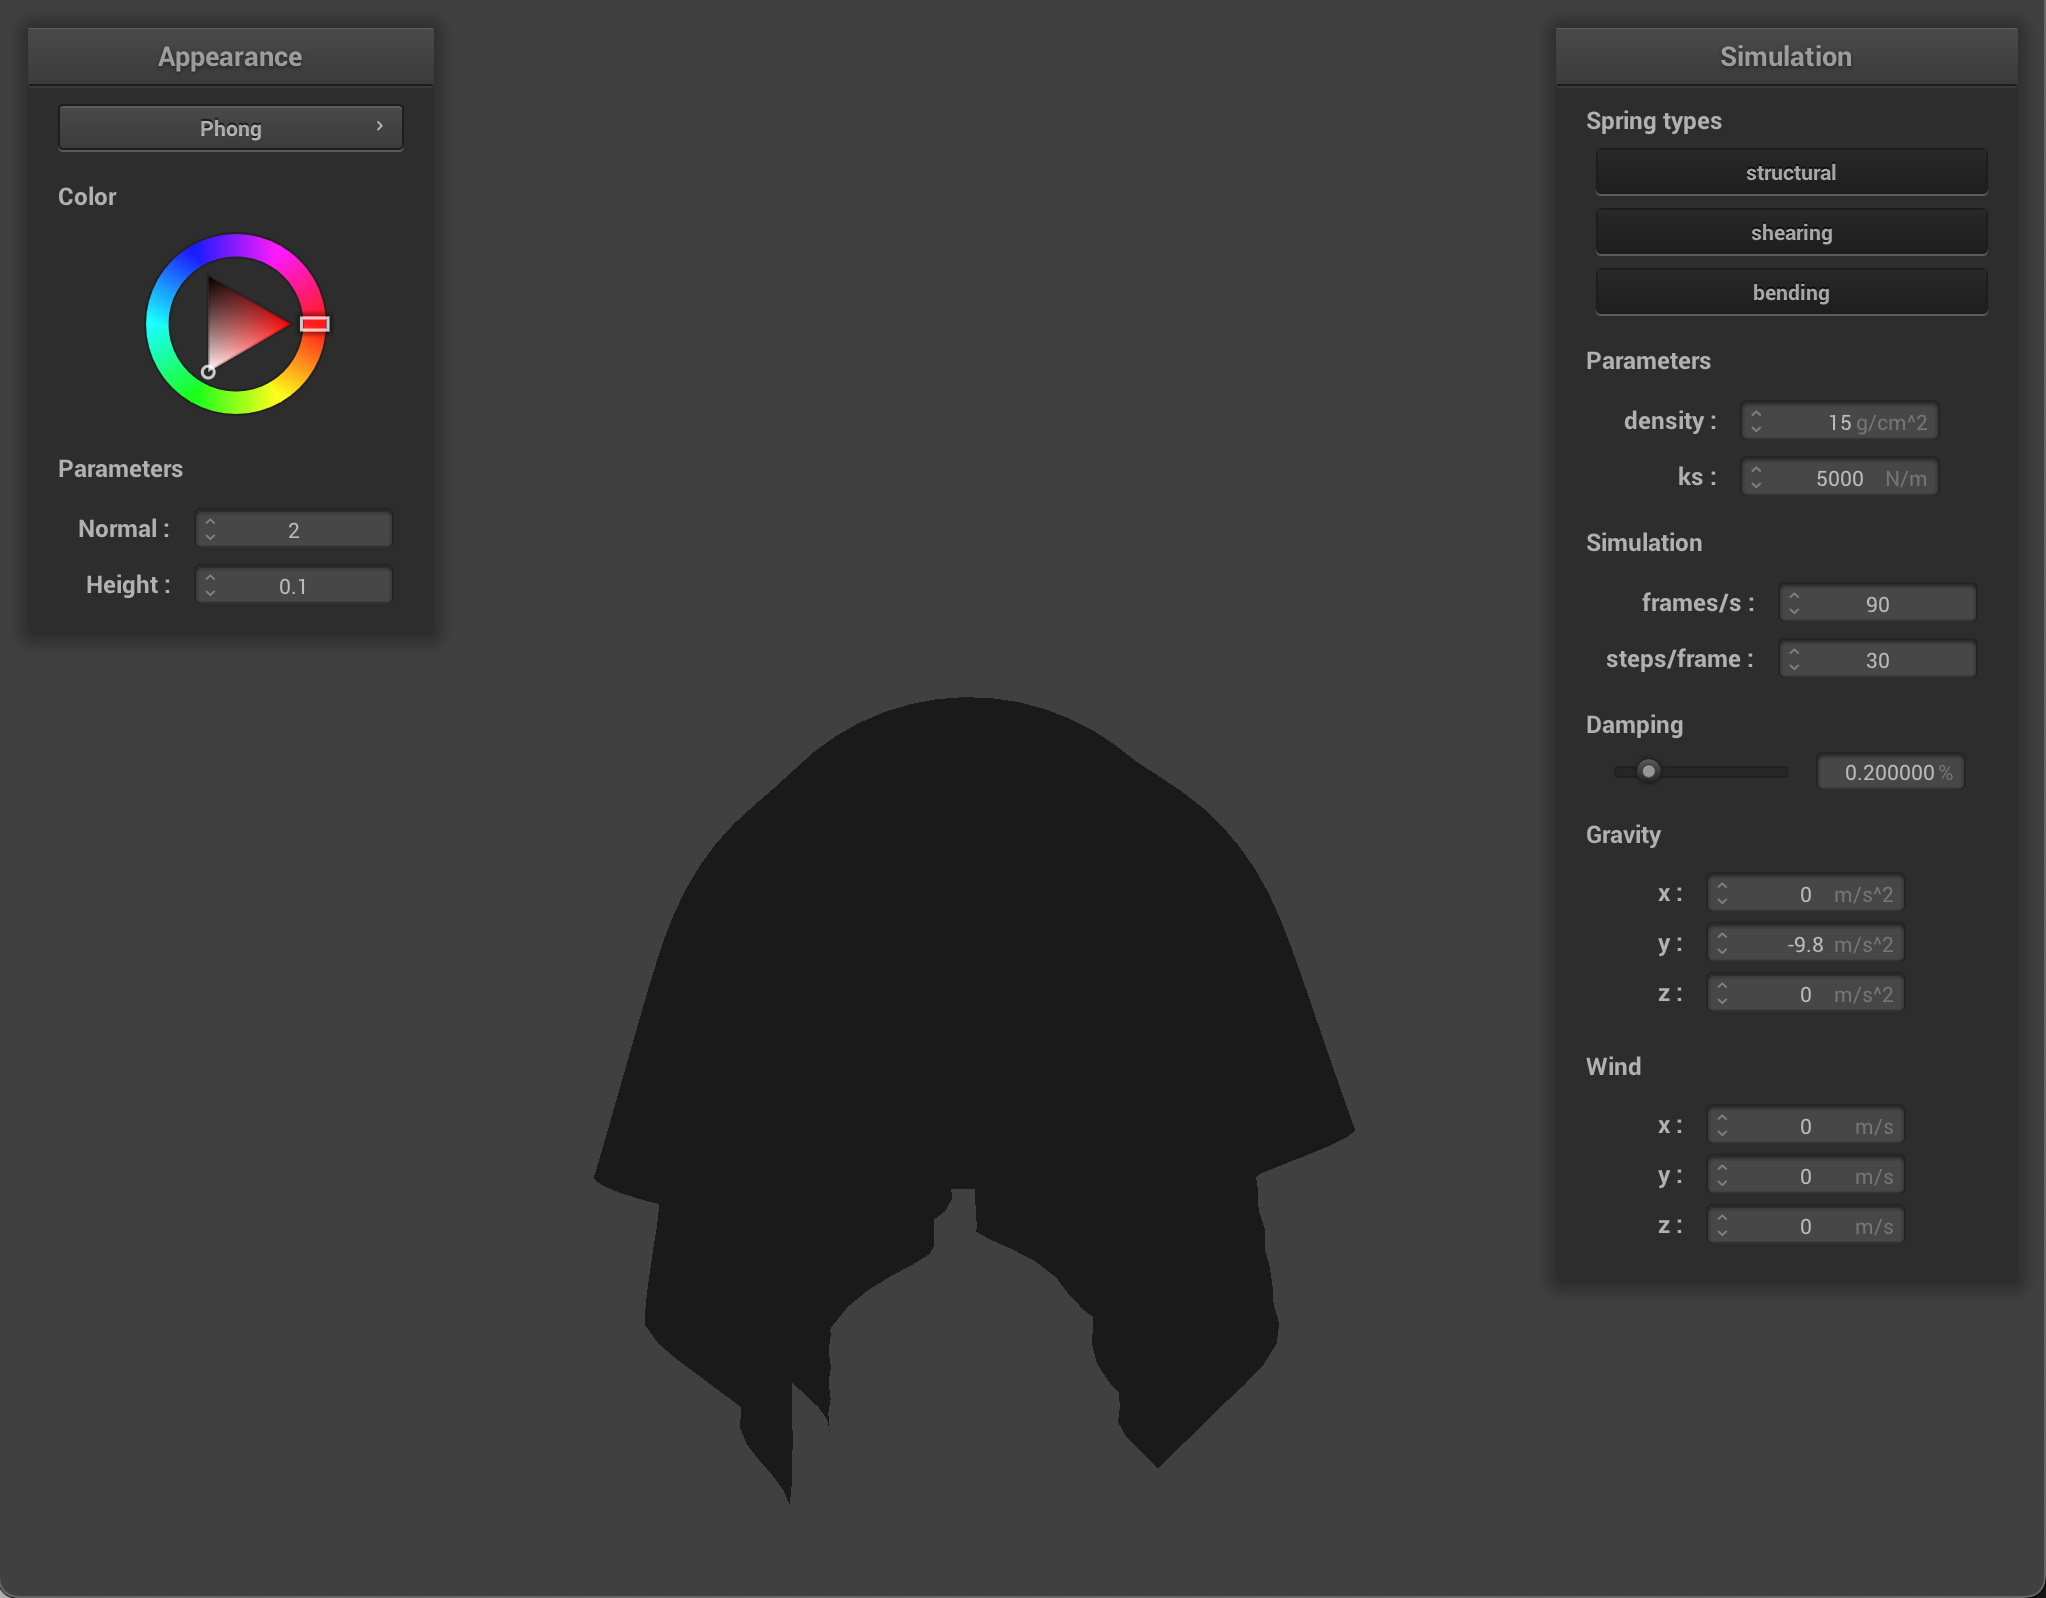 Appearance
Phong
Color
Parameters
Normal : 2
Height : 0.1
Simulation
Spring types
structural
shearing
bending
Parameters
density : 15 g/cm^2
ks : 5000 N/m
Simulation
frames/s : 90
steps/frame : 30
Damping
0.200000 %
Gravity
x : 0 m/s^2
y : -9.8 m/s^2
z : 0 m/s^2
Wind
x : 0 m/s
y : 0 m/s
z : 0 m/s